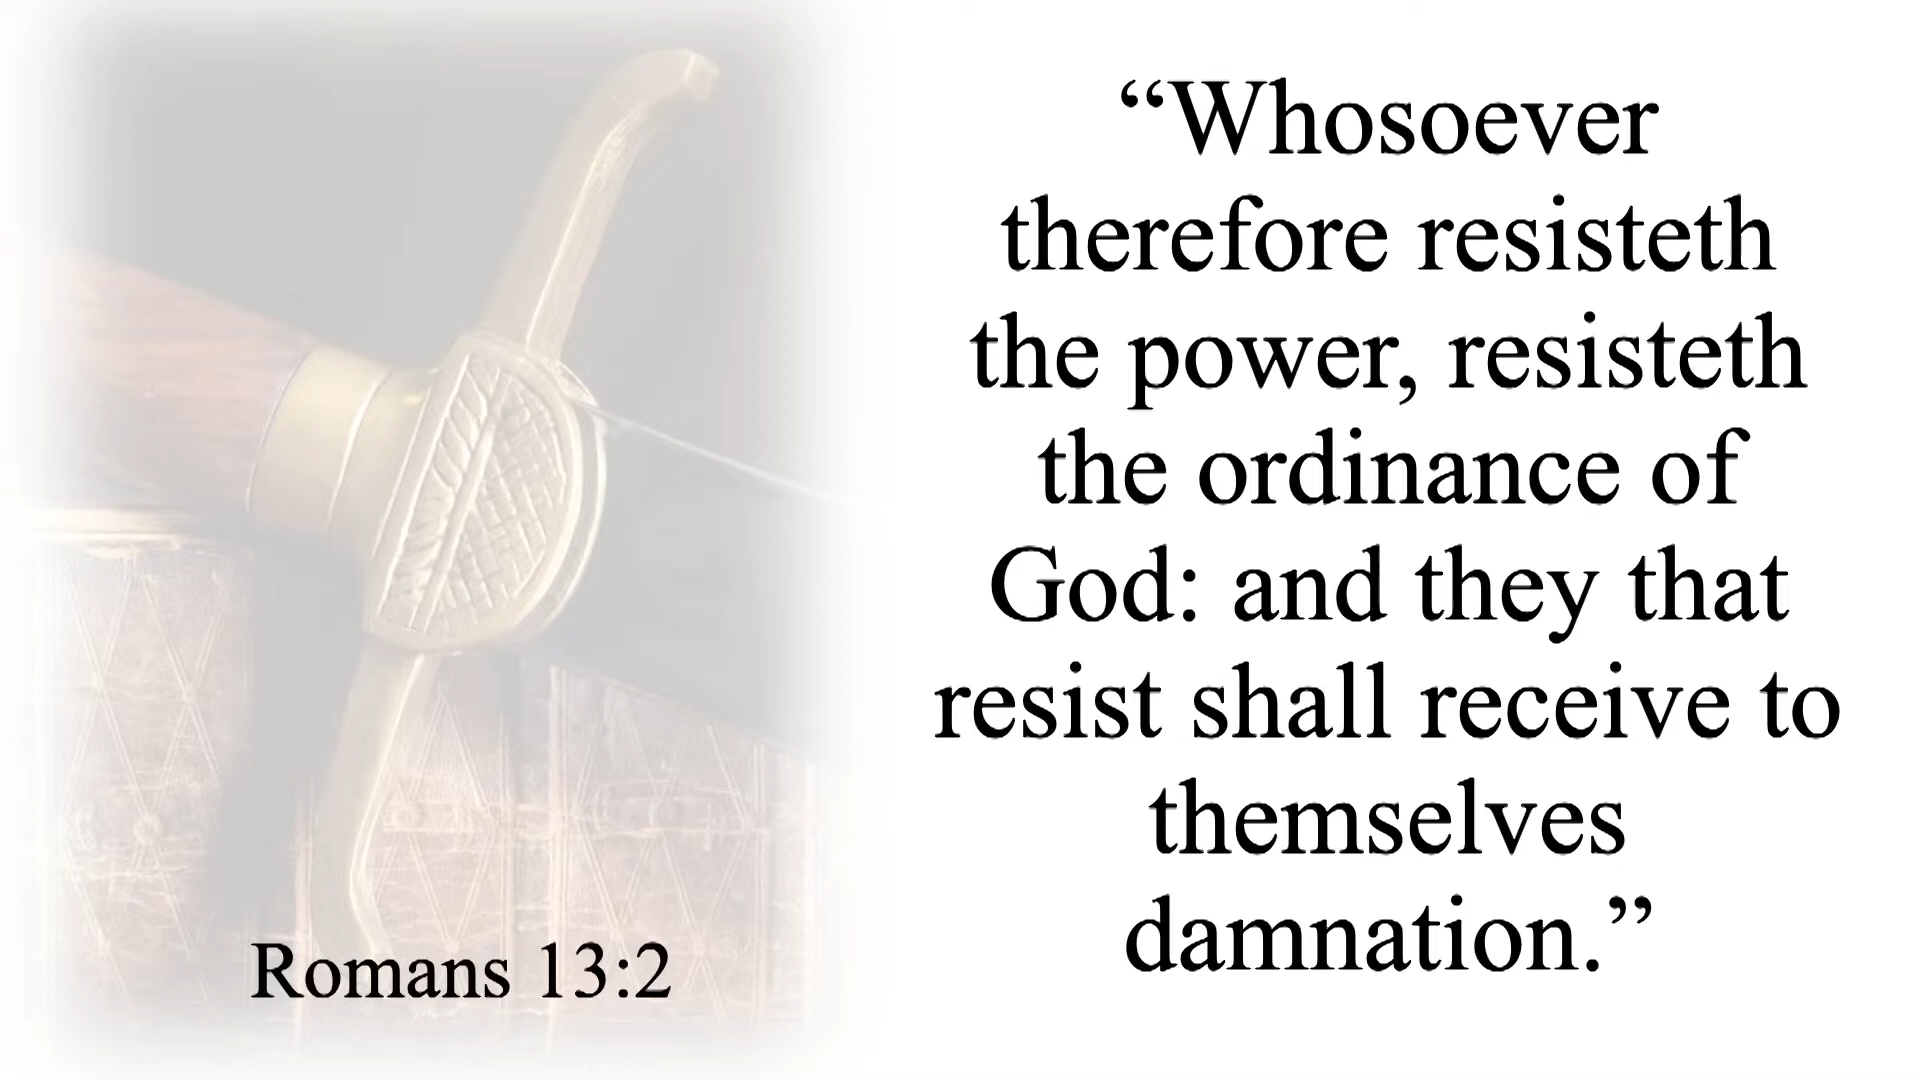 “Whosoever
therefore resisteth
the power, resisteth
the ordinance of
God: and they that
resist shall receive to
themselves
damnation.”
Romans 13:2